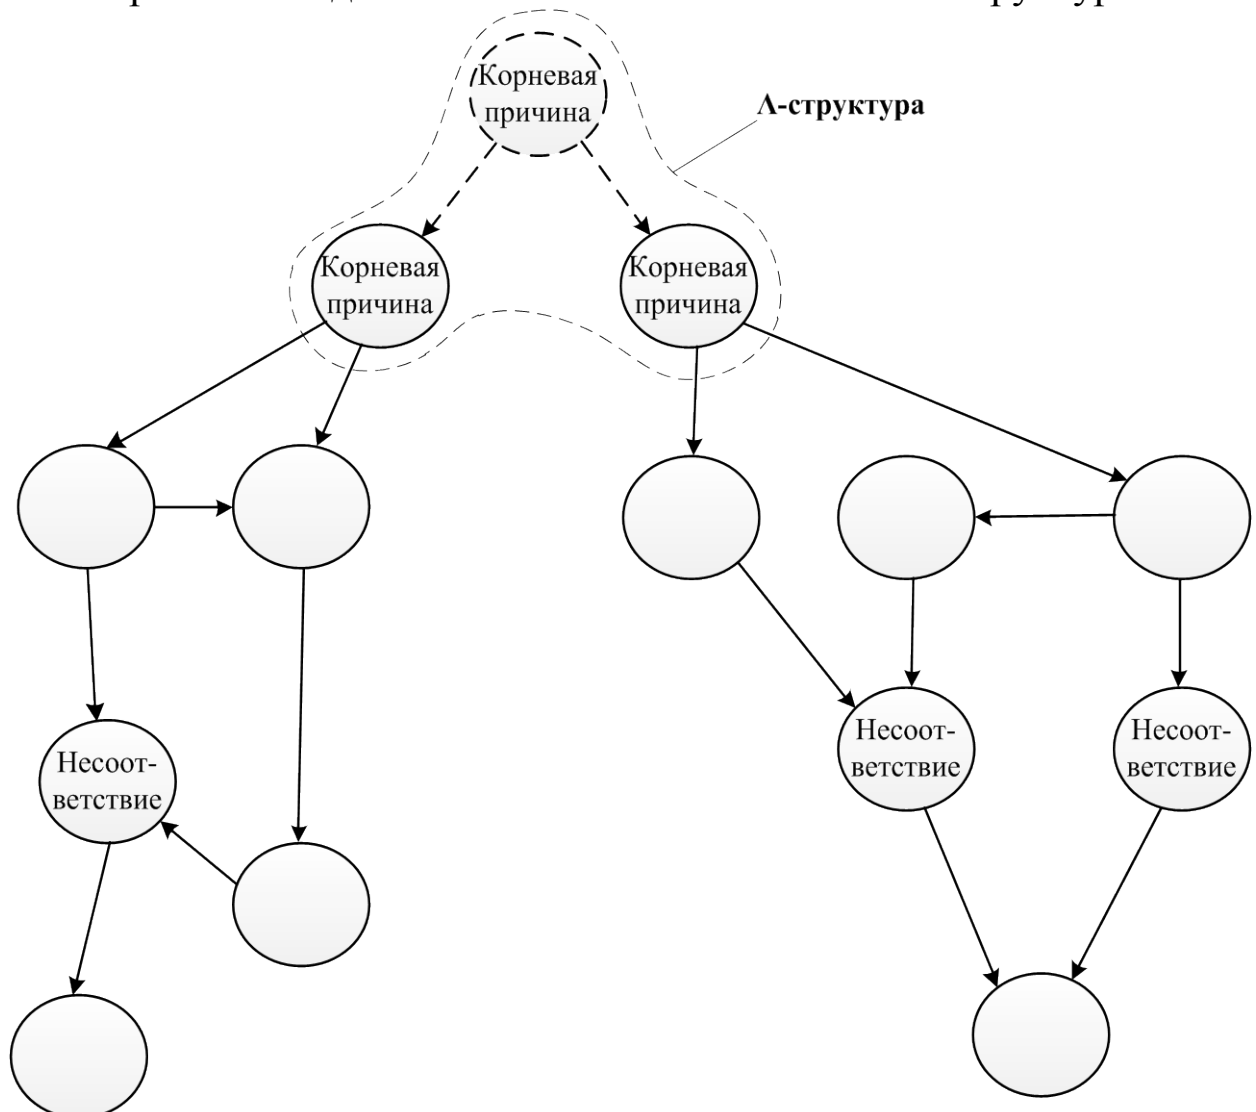 Корневая
причина
Λ-структура
Корневая
причина
Корневая
причина
Несоот-
ветствие
Несоот-
ветствие
Несоот-
ветствие